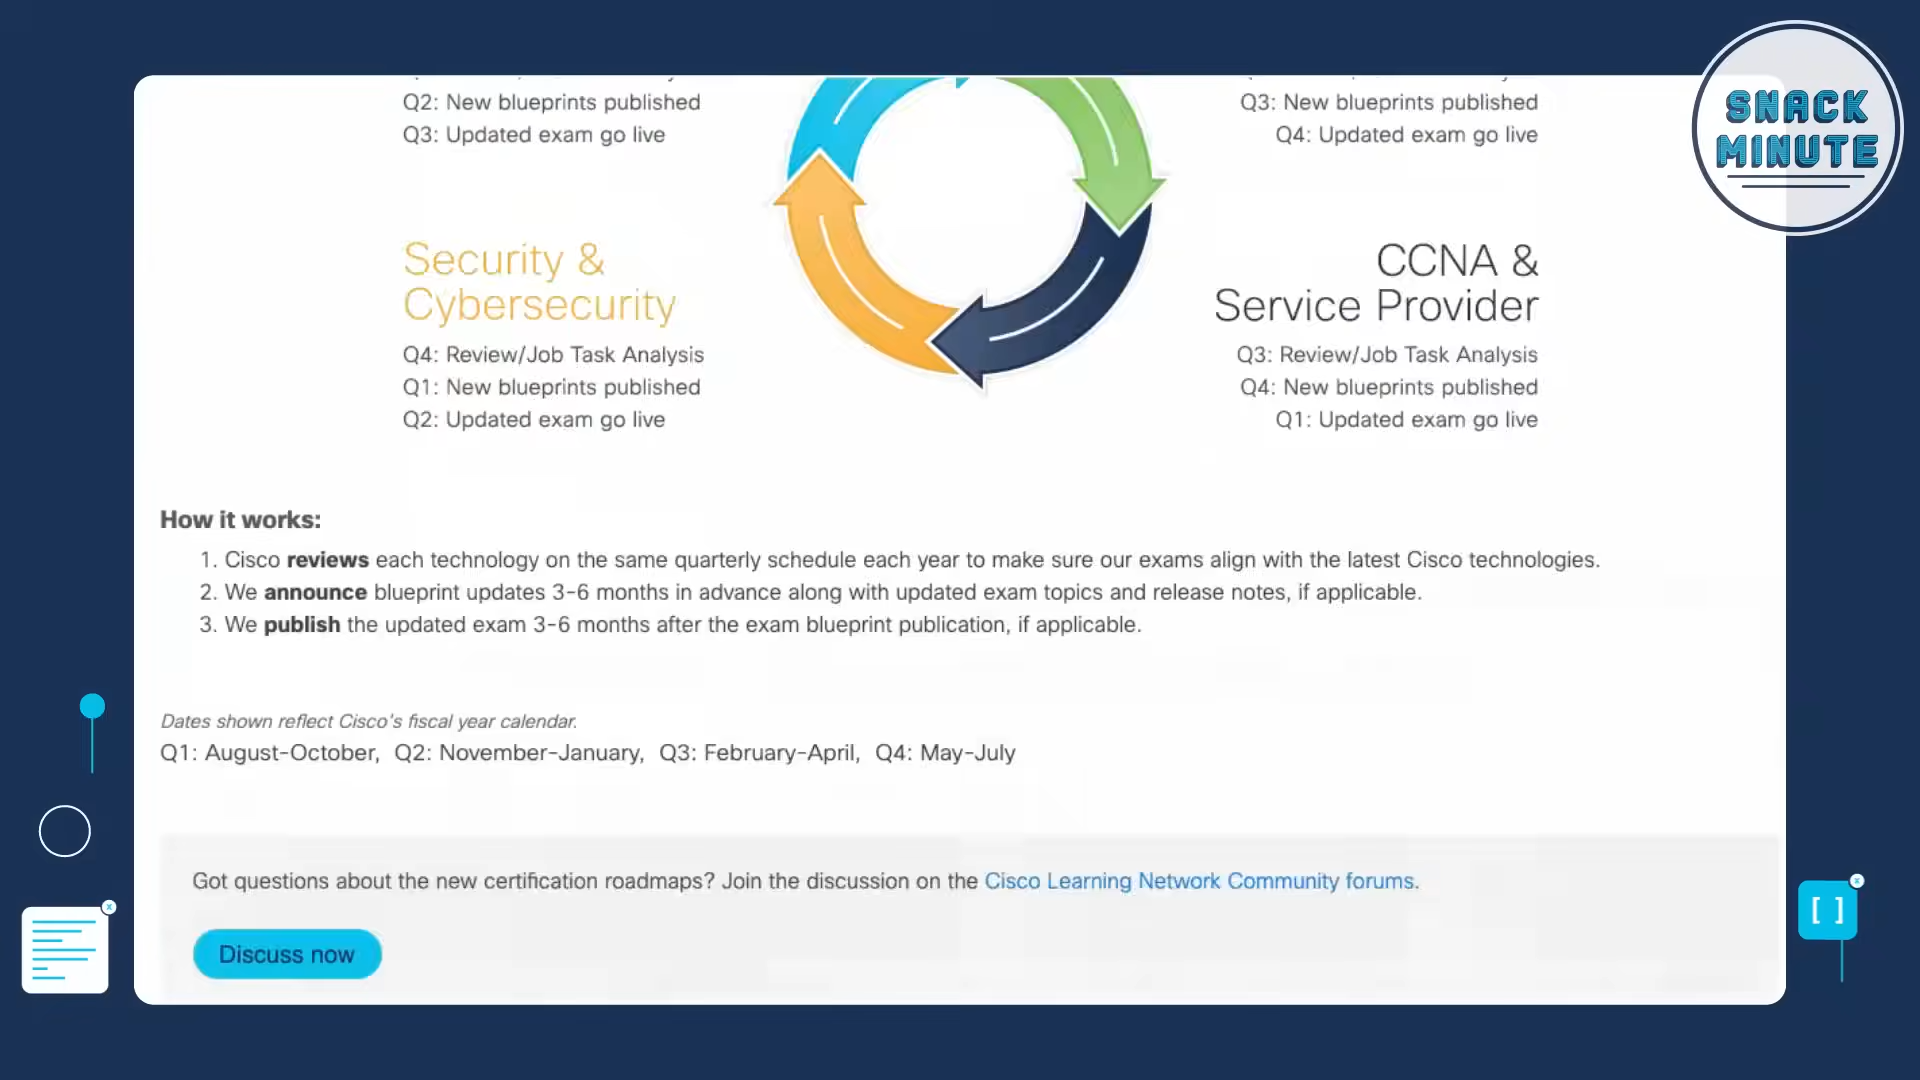 SNACK
MINUTE
Q2: New blueprints published
Q3: Updated exam go live
Q3: New blueprints published
Q4: Updated exam go live
Security &
Cybersecurity
Q4: Review/Job Task Analysis
Q1: New blueprints published
Q2: Updated exam go live
CCNA &
Service Provider
Q3: Review/Job Task Analysis
Q4: New blueprints published
Q1: Updated exam go live
How it works:
1. Cisco reviews each technology on the same quarterly schedule each year to make sure our exams align with the latest Cisco technologies.
2. We announce blueprint updates 3-6 months in advance along with updated exam topics and release notes, if applicable.
3. We publish the updated exam 3-6 months after the exam blueprint publication, if applicable.
Dates shown reflect Cisco's fiscal year calendar.
Q1: August-October, Q2: November-January, Q3: February-April, Q4: May-July
Got questions about the new certification roadmaps? Join the discussion on the Cisco Learning Network Community forums.
Discuss now
x
x
[ ]